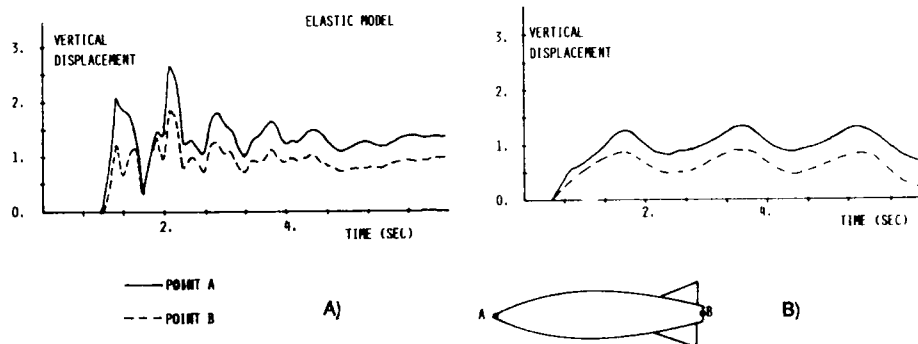 ELASTIC MODEL
VERTICAL
DISPLACEMENT
3.
2.
1.
0.
2.
4.
TIME (SEC)
VERTICAL
DISPLACEMENT
3.
2.
1.
0.
2.
4.
TIME (SEC)
POINT A
POINT B
A)
A
B
B)